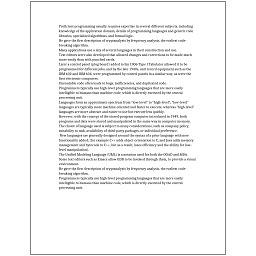 Proficient programming usually requires expertise in several different subjects, including
knowledge of the application domain, details of programming languages and generic code
libraries, specialized algorithms, and formal logic.
He gave the first description of cryptanalysis by frequency analysis, the earliest code-
breaking algorithm.
Many applications use a mix of several languages in their construction and use.
Text editors were also developed that allowed changes and corrections to be made much
more easily than with punched cards.
Later a control panel (plug board) added to his 1906 Type I Tabulator allowed it to be
programmed for different jobs, and by the late 1940s, unit record equipment such as the
IBM 602 and IBM 604, were programmed by control panels in a similar way, as were the
first electronic computers.
Unreadable code often leads to bugs, inefficiencies, and duplicated code.
Programmers typically use high-level programming languages that are more easily
intelligible to humans than machine code, which is directly executed by the central
processing unit.
Languages form an approximate spectrum from "low-level" to "high-level"; "low-level"
languages are typically more machine-oriented and faster to execute, whereas "high-level"
languages are more abstract and easier to use but execute less quickly.
However, with the concept of the stored-program computer introduced in 1949, both
programs and data were stored and manipulated in the same way in computer memory.
The choice of language used is subject to many considerations, such as company policy,
suitability to task, availability of third-party packages, or individual preference.
New languages are generally designed around the syntax of a prior language with new
functionality added, (for example C++ adds object-orientation to C, and Java adds memory
management and bytecode to C++, but as a result, loses efficiency and the ability for low-
level manipulation).
The Unified Modeling Language (UML) is a notation used for both the OOAD and MDA.
Some text editors such as Emacs allow GDB to be invoked through them, to provide a visual
environment.
He gave the first description of cryptanalysis by frequency analysis, the earliest code-
breaking algorithm.
Programmers typically use high-level programming languages that are more easily
intelligible to humans than machine code, which is directly executed by the central
processing unit.